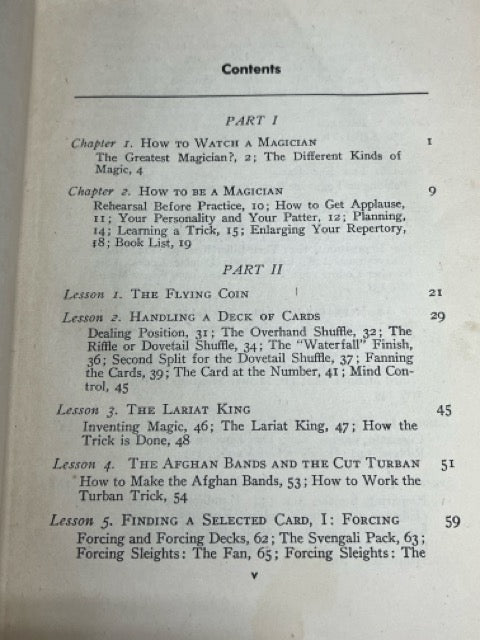 Contents
PART I
Chapter 1. HOW TO WATCH A MAGICIAN 1
The Greatest Magician?, 2; The Different Kinds of
Magic, 4
Chapter 2. HOW TO BE A MAGICIAN 9
Rehearsal Before Practice, 10; How to Get Applause,
11; Your Personality and Your Patter, 12; Planning,
14; Learning a Trick, 15; Enlarging Your Repertory,
18; Book List, 19
PART II
Lesson 1. THE FLYING COIN 21
Lesson 2. HANDLING A DECK OF CARDS 29
Dealing Position, 31; The Overhand Shuffle, 32; The
Riffle or Dovetail Shuffle, 34; The "Waterfall" Finish,
36; Second Split for the Dovetail Shuffle, 37; Fanning
the Cards, 39; The Card at the Number, 41; Mind Con-
trol, 45
Lesson 3. THE LARIAT KING 45
Inventing Magic, 46; The Lariat King, 47; How the
Trick is Done, 48
Lesson 4. THE AFGHAN BANDS AND THE CUT TURBAN 51
How to Make the Afghan Bands, 53; How to Work the
Turban Trick, 54
Lesson 5. FINDING A SELECTED CARD, I: FORCING 59
Forcing and Forcing Decks, 62; The Svengali Pack, 63;
Forcing Sleights: The Fan, 65; Forcing Sleights: The
v